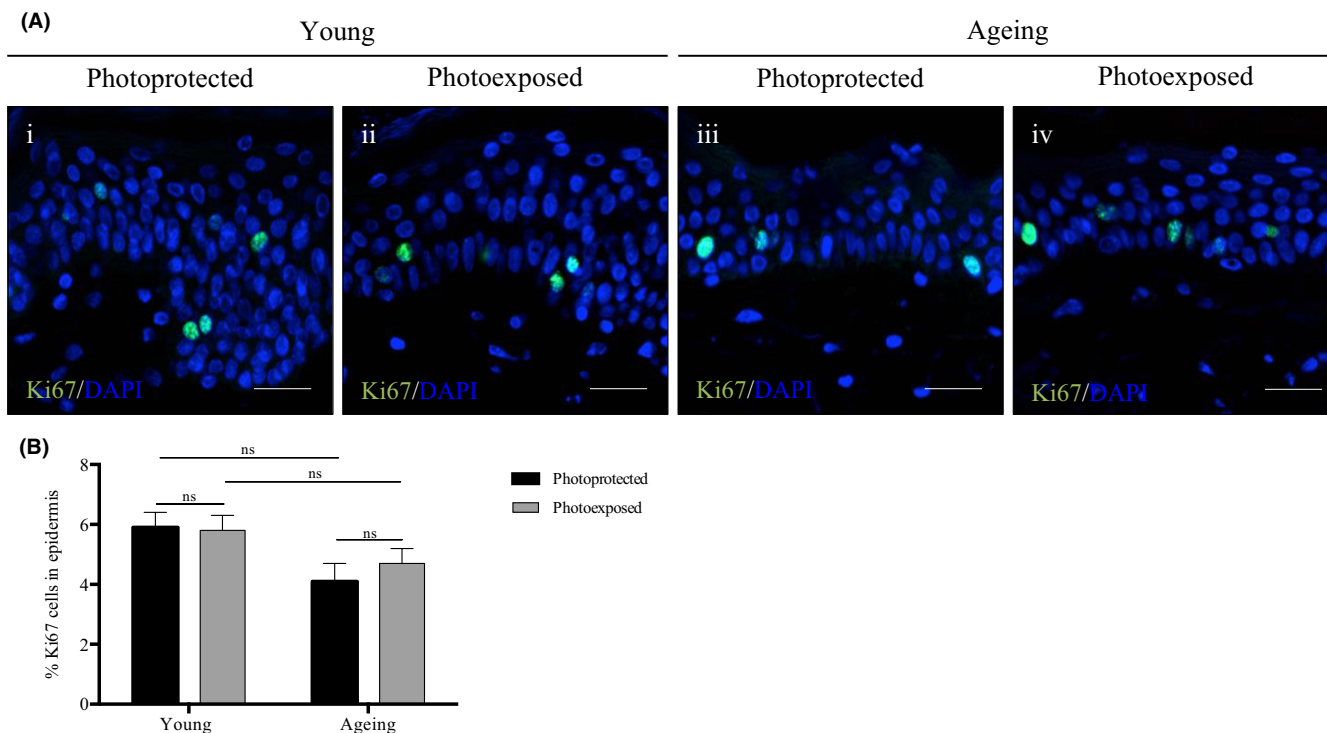 (A)
Young
Ageing
Photoprotected
Photoexposed
Photoprotected
Photoexposed
i
ii
iii
iv
Ki67/DAPI
Ki67/DAPI
Ki67/DAPI
Ki67/DAPI
(B)
% Ki67 cells in epidermis
8
6
4
2
0
ns
ns
ns
ns
Young
Ageing
Photoprotected
Photoexposed